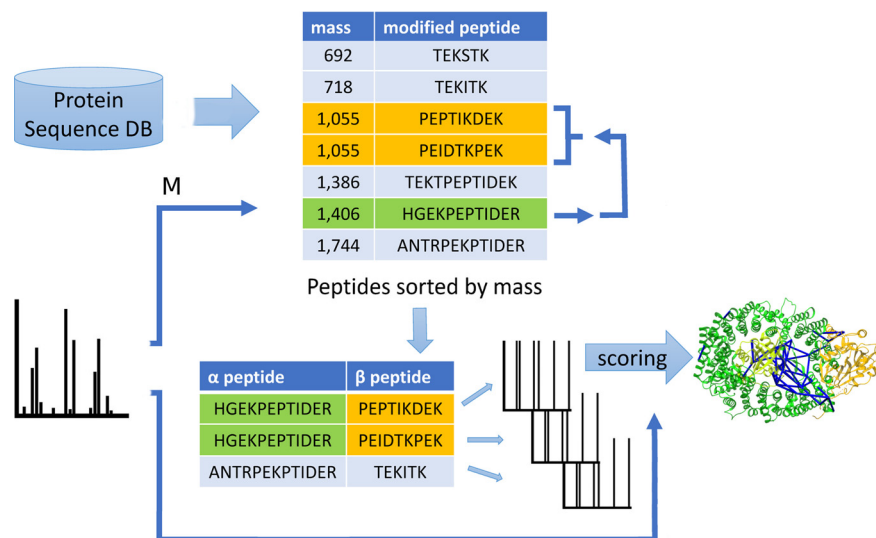 mass modified peptide
692 TEKSTK
718 TEKITK
1,055 PEPTIKDEK
1,055 PEIDTKPEK
1,386 TEKTPEPTIDEK
1,406 HGEKPEPTIDER
1,744 ANTRPEKPTIDER
Protein
Sequence DB
M
Peptides sorted by mass
α peptide β peptide
HGEKPEPTIDER PEPTIKDEK
HGEKPEPTIDER PEIDTKPEK
ANTRPEKPTIDER TEKITK
scoring